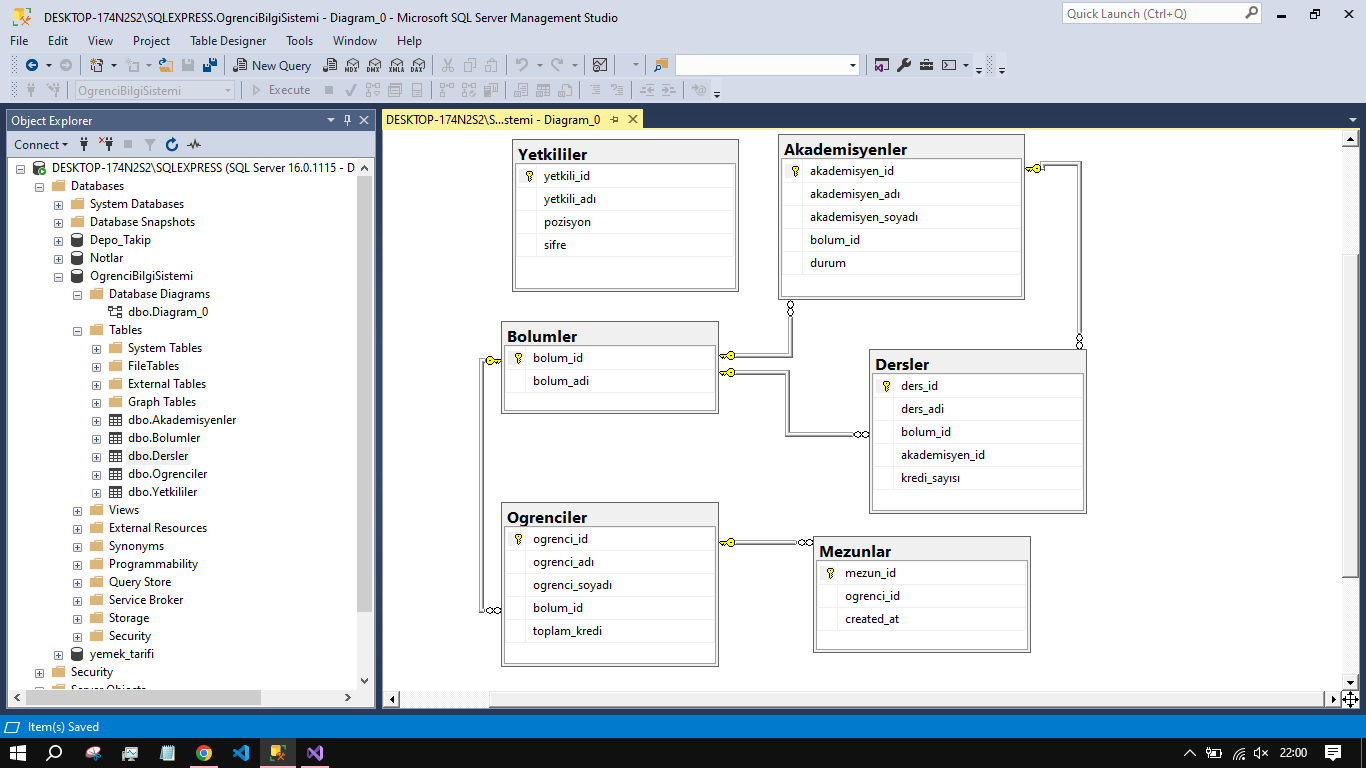 DESKTOP-174N2S2\SQLEXPRESS.OgrenciBilgiSistemi - Diagram_0 - Microsoft SQL Server Management Studio
Quick Launch (Ctrl+Q)
File Edit View Project Table Designer Tools Window Help
New Query MDX DMX XMLA DAX
OgrenciBilgiSistemi Execute
Object Explorer
Connect
DESKTOP-174N2S2\SQLEXPRESS (SQL Server 16.0.1115 - D
Databases
System Databases
Database Snapshots
Depo_Takip
Notlar
OgrenciBilgiSistemi
Database Diagrams
dbo.Diagram_0
Tables
System Tables
FileTables
External Tables
Graph Tables
dbo.Akademisyenler
dbo.Bolumler
dbo.Dersler
dbo.Ogrenciler
dbo.Yetkililer
Views
External Resources
Synonyms
Programmability
Query Store
Service Broker
Storage
Security
yemek_tarifi
Security
Server Objects
DESKTOP-174N2S2\S...stemi - Diagram_0
Yetkililer
yetkili_id
yetkili_adı
pozisyon
sifre
Akademisyenler
akademisyen_id
akademisyen_adı
akademisyen_soyadı
bolum_id
durum
Bolumler
bolum_id
bolum_adi
Dersler
ders_id
ders_adi
bolum_id
akademisyen_id
kredi_sayısı
Ogrenciler
ogrenci_id
ogrenci_adı
ogrenci_soyadı
bolum_id
toplam_kredi
Mezunlar
mezun_id
ogrenci_id
created_at
Item(s) Saved
22:00